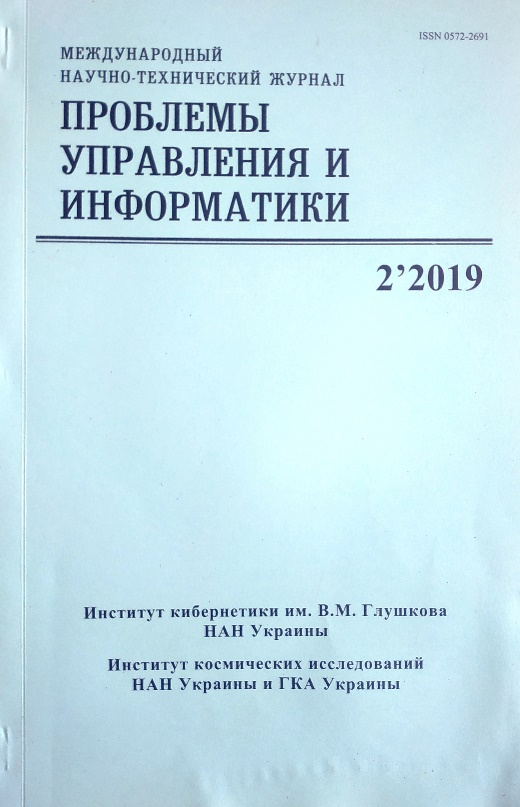 ISSN 0572-2691
МЕЖДУНАРОДНЫЙ
НАУЧНО-ТЕХНИЧЕСКИЙ ЖУРНАЛ
ПРОБЛЕМЫ
УПРАВЛЕНИЯ И
ИНФОРМАТИКИ
2’2019
Институт кибернетики им. В.М. Глушкова
НАН Украины
Институт космических исследований
НАН Украины и ГКА Украины